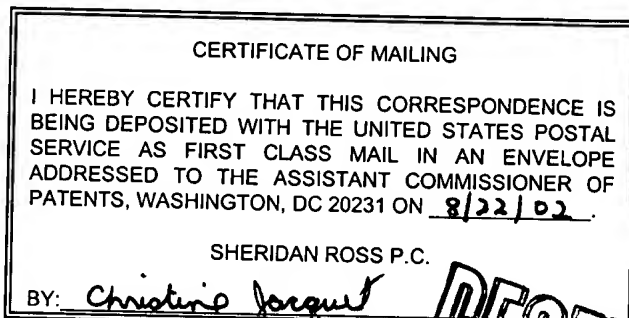 CERTIFICATE OF MAILING
I HEREBY CERTIFY THAT THIS CORRESPONDENCE IS
BEING DEPOSITED WITH THE UNITED STATES POSTAL
SERVICE AS FIRST CLASS MAIL IN AN ENVELOPE
ADDRESSED TO THE ASSISTANT COMMISSIONER OF
PATENTS, WASHINGTON, DC 20231 ON 8/22/02.
SHERIDAN ROSS P.C.
BY: Christine Jacquet